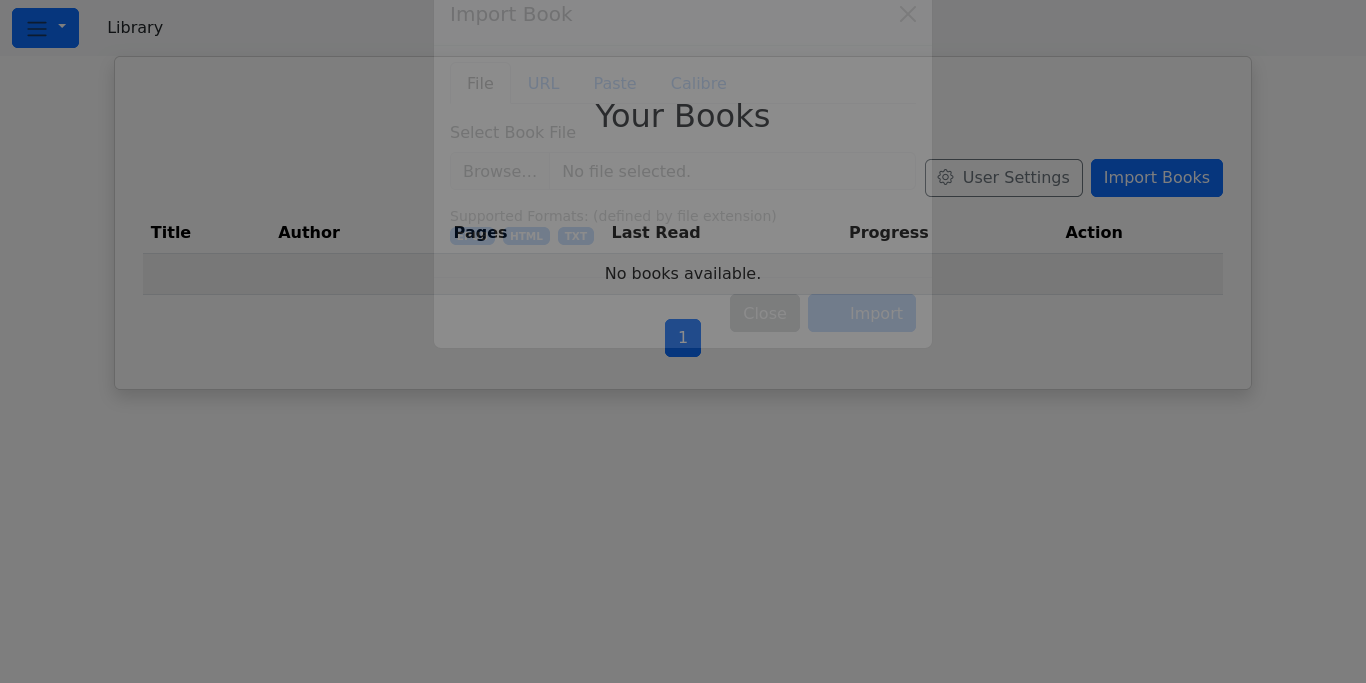 Library
Import Book
File URL Paste Calibre
Your Books
Select Book File
Browse... No file selected.
User Settings Import Books
Supported Formats: (defined by file extension)
Title Author Pages Last Read Progress Action
HTML TXT
No books available.
Close Import
1